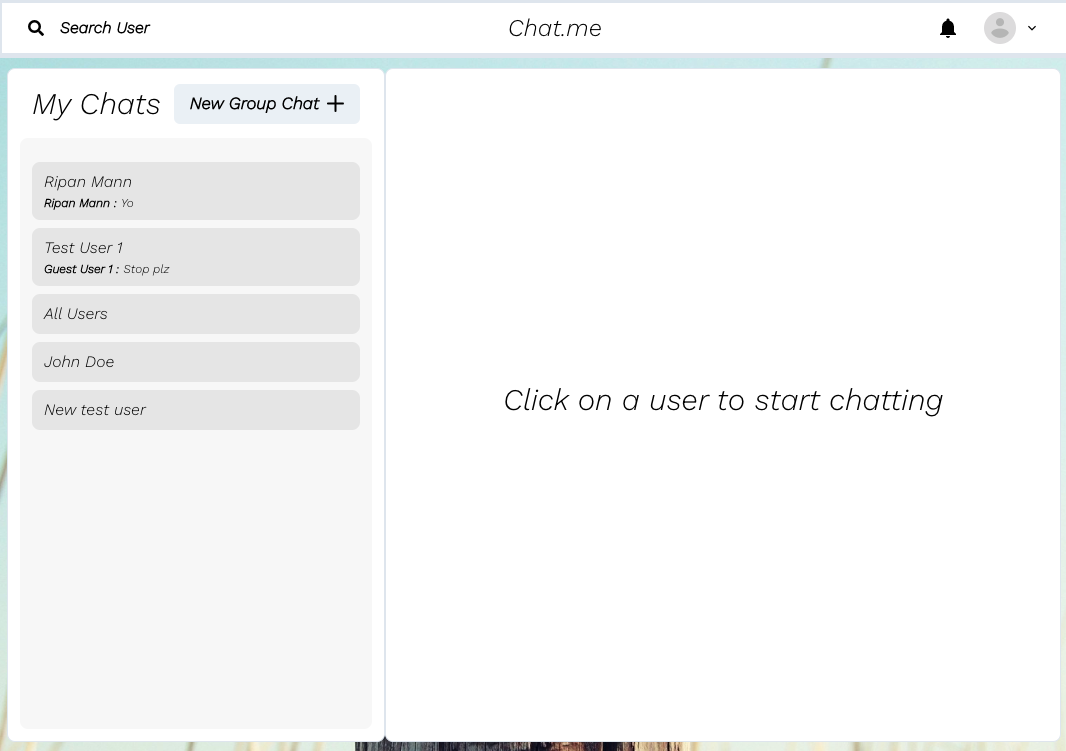 Search User
Chat.me
My Chats
New Group Chat
Ripan Mann
Ripan Mann : Yo
Test User 1
Guest User 1 : Stop plz
All Users
John Doe
New test user
Click on a user to start chatting